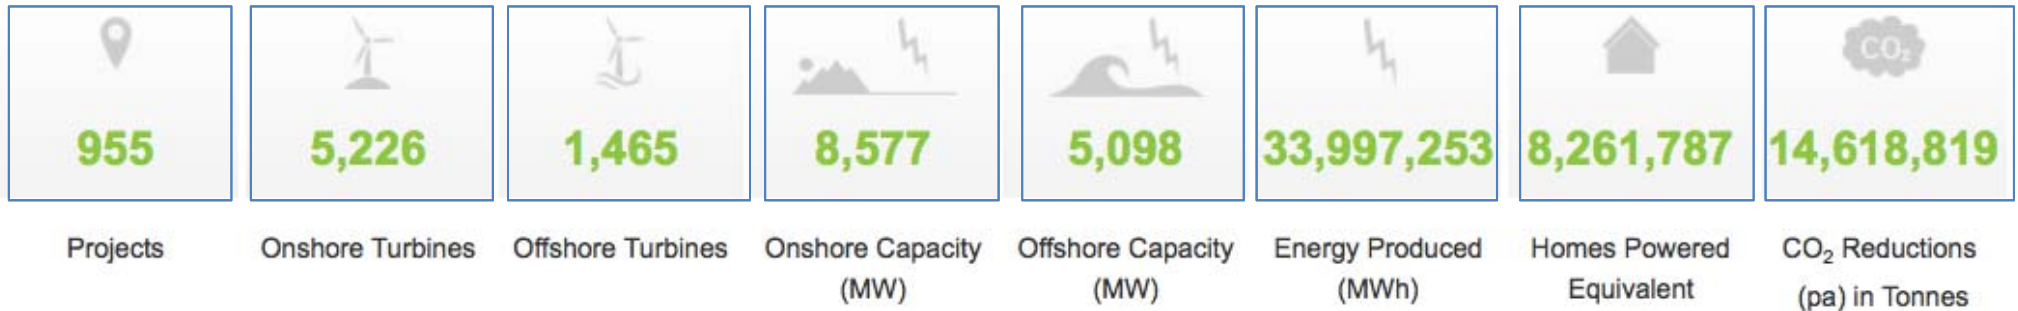 CO₂
955
5,226
1,465
8,577
5,098
33,997,253
8,261,787
14,618,819
Projects
Onshore Turbines
Offshore Turbines
Onshore Capacity
(MW)
Offshore Capacity
(MW)
Energy Produced
(MWh)
Homes Powered
Equivalent
CO₂ Reductions
(pa) in Tonnes